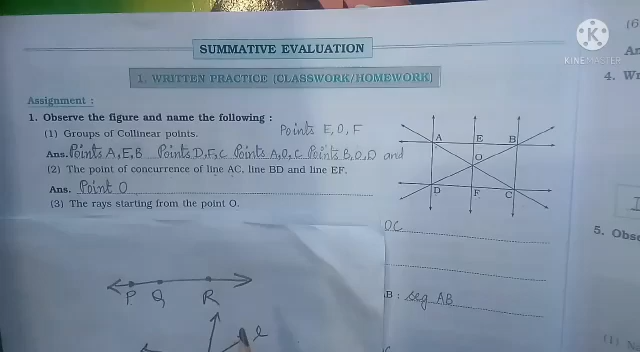 SUMMATIVE EVALUATION
1. WRITTEN PRACTICE (CLASSWORK/HOMEWORK)
Assignment :
1. Observe the figure and name the following :
(1) Groups of Collinear points. Points E, O, F
Ans. Points A, E, B Points D, F, C Points A, O, C Points B, O, D and
(2) The point of concurrence of line AC, line BD and line EF.
Ans. Point O
(3) The rays starting from the point O.
A E B
O
D F C
OC
B : seg AB
P Q R
l
K
KINEMASTER
(6
4. Wr
5. Obse
(1)